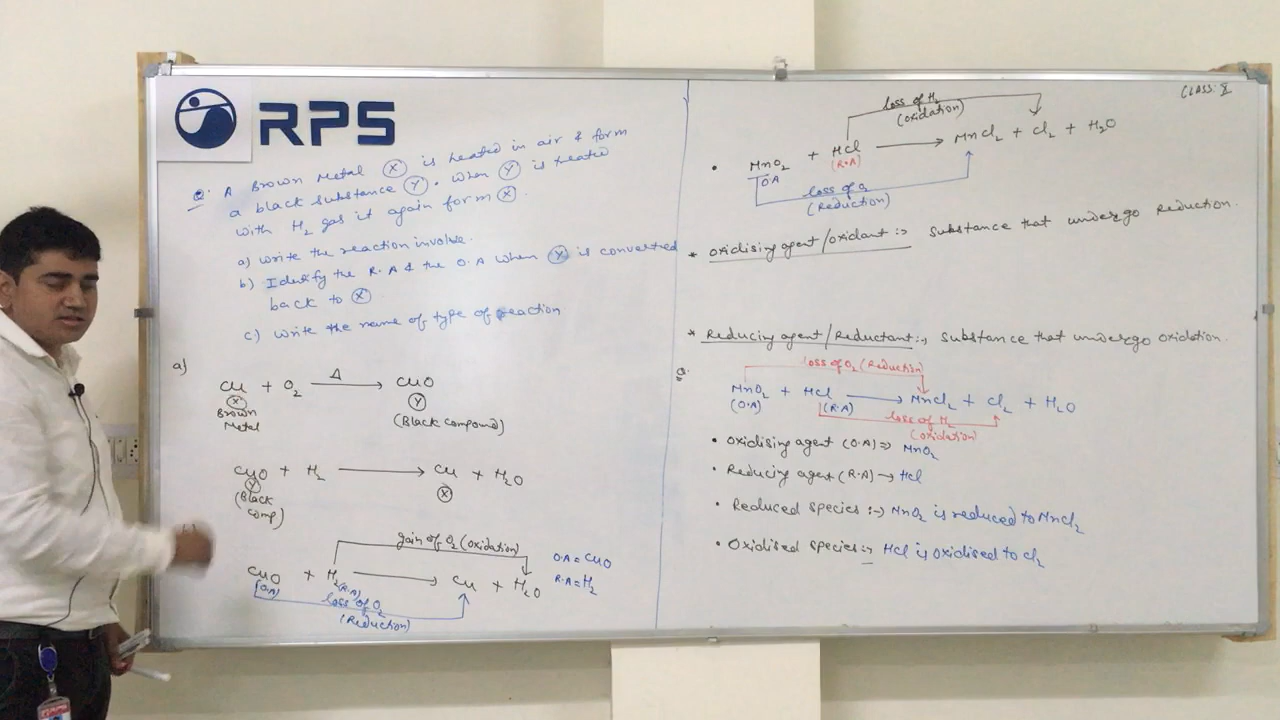 RPS
Q. A Brown Metal (X) is heated in air & form
a black substance (Y). When (Y) is heated
with H₂ gas it again form (X).
a) Write the reaction involve.
b) Identify the R.A & the O.A when (Y) is converted
back to (X)
c) Write the name of type of reaction
a)
Cu + O₂ —Δ→ CuO
(X) (Y)
Brown Metal (Black compound)
CuO + H₂ → Cu + H₂O
(Y) (X)
(Black
comp)
gain of O₂ (oxidation)
CuO + H₂ → Cu + H₂O
(O.A) (R.A)
loss of O₂
(Reduction)
O.A = CuO
R.A = H₂
CLASS: X
loss of H₂
(oxidation)
• MnO₂ + HCl → MnCl₂ + Cl₂ + H₂O
OA (R.A)
loss of O₂
(Reduction)
* oxidising agent/oxidant :→ substance that undergo reduction.
* Reducing agent/Reductant :→ substance that undergo oxidation.
loss of O₂ (Reduction)
Q. MnO₂ + HCl → MnCl₂ + Cl₂ + H₂O
(O.A) (R.A)
loss of H₂
(oxidation)
• oxidising agent (O.A) ⇒ MnO₂
• Reducing agent (R.A) → HCl
• Reduced species :→ MnO₂ is reduced to MnCl₂
• Oxidised species :→ HCl is oxidised to Cl₂